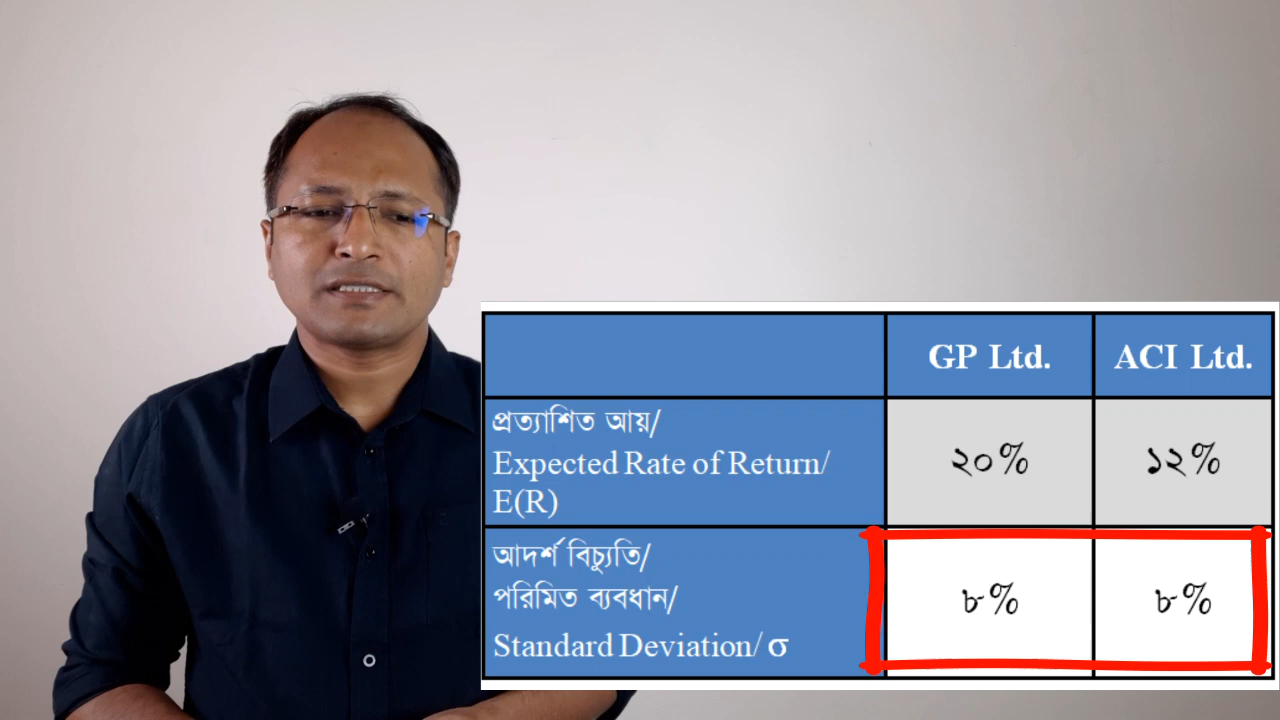 GP Ltd. ACI Ltd.
প্রত্যাশিত আয়/
Expected Rate of Return/
E(R)
২০% ১২%
আদর্শ বিচ্যুতি/
পরিমিত ব্যবধান/
Standard Deviation/ σ
৮% ৮%